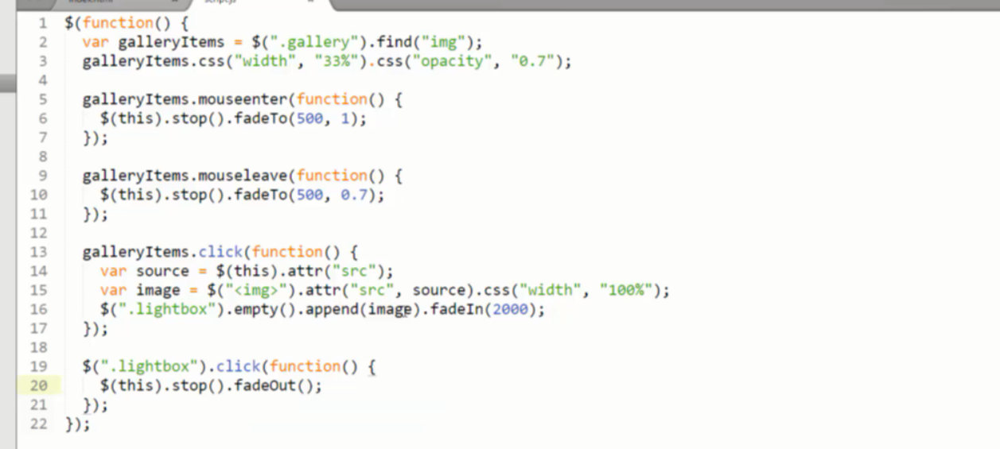 index.html
script.js
1 $(function() {
2 var galleryItems = $(".gallery").find("img");
3 galleryItems.css("width", "33%").css("opacity", "0.7");
4
5 galleryItems.mouseenter(function() {
6 $(this).stop().fadeTo(500, 1);
7 });
8
9 galleryItems.mouseleave(function() {
10 $(this).stop().fadeTo(500, 0.7);
11 });
12
13 galleryItems.click(function() {
14 var source = $(this).attr("src");
15 var image = $("<img>").attr("src", source).css("width", "100%");
16 $(".lightbox").empty().append(image).fadeIn(2000);
17 });
18
19 $(".lightbox").click(function() {
20 $(this).stop().fadeOut();
21 });
22 });